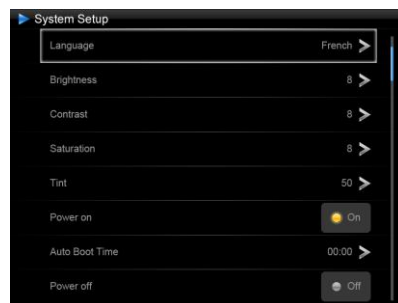 System Setup
Language French
Brightness 8
Contrast 8
Saturation 8
Tint 50
Power on On
Auto Boot Time 00:00
Power off Off